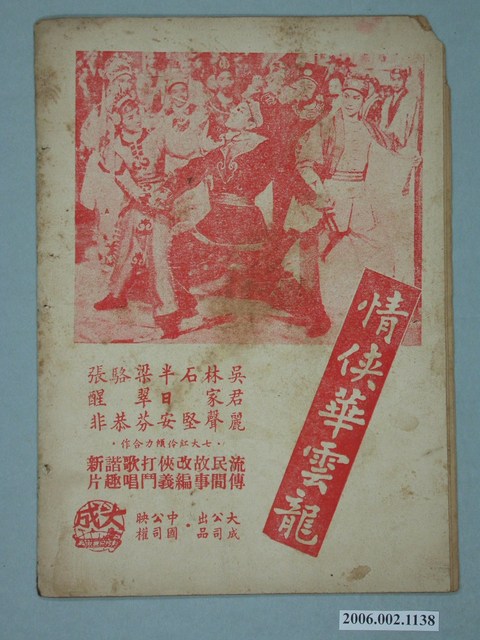 情俠華雲龍
吳君麗
林家聲
石堅
半日安
梁翠芬
駱恭
張醒非
七大紅伶傾力合作
流傳民間故事改編俠義打鬥歌唱諧趣新片
大成公司出品・中國公司映權
大成
2006.002.1138